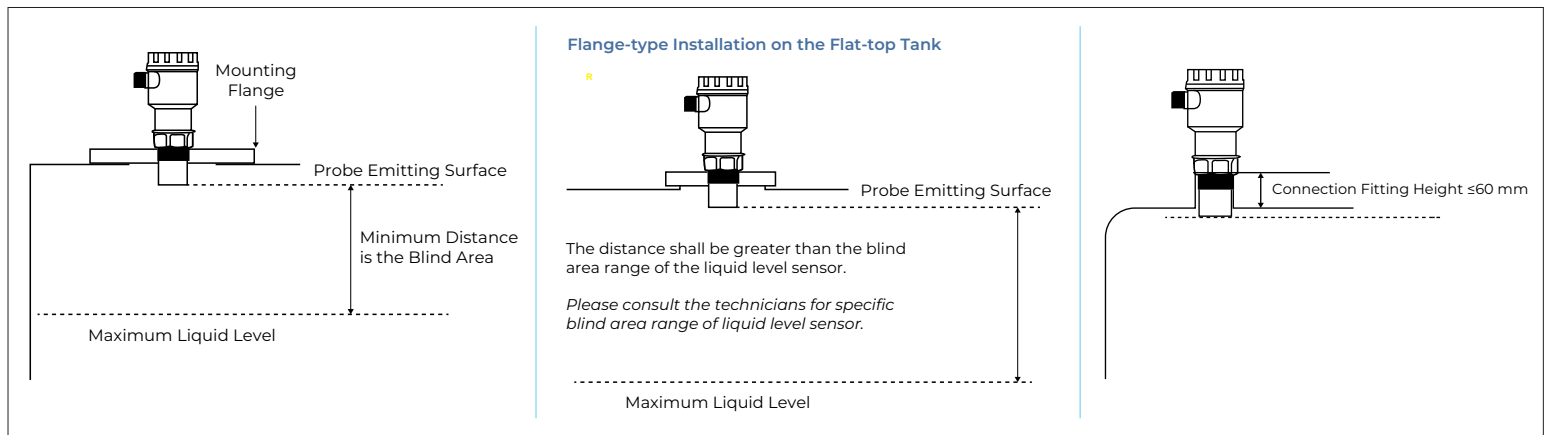 Mounting
Flange
Probe Emitting Surface
Minimum Distance
is the Blind Area
Maximum Liquid Level
Flange-type Installation on the Flat-top Tank
R
Probe Emitting Surface
The distance shall be greater than the blind
area range of the liquid level sensor.
Please consult the technicians for specific
blind area range of liquid level sensor.
Maximum Liquid Level
Connection Fitting Height ≤60 mm